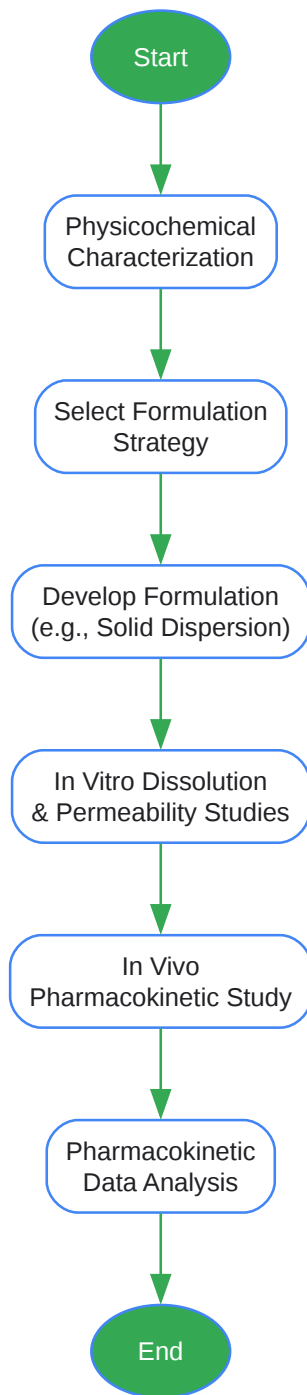 Start
Physicochemical
Characterization
Select Formulation
Strategy
Develop Formulation
(e.g., Solid Dispersion)
In Vitro Dissolution
& Permeability Studies
In Vivo
Pharmacokinetic Study
Pharmacokinetic
Data Analysis
End